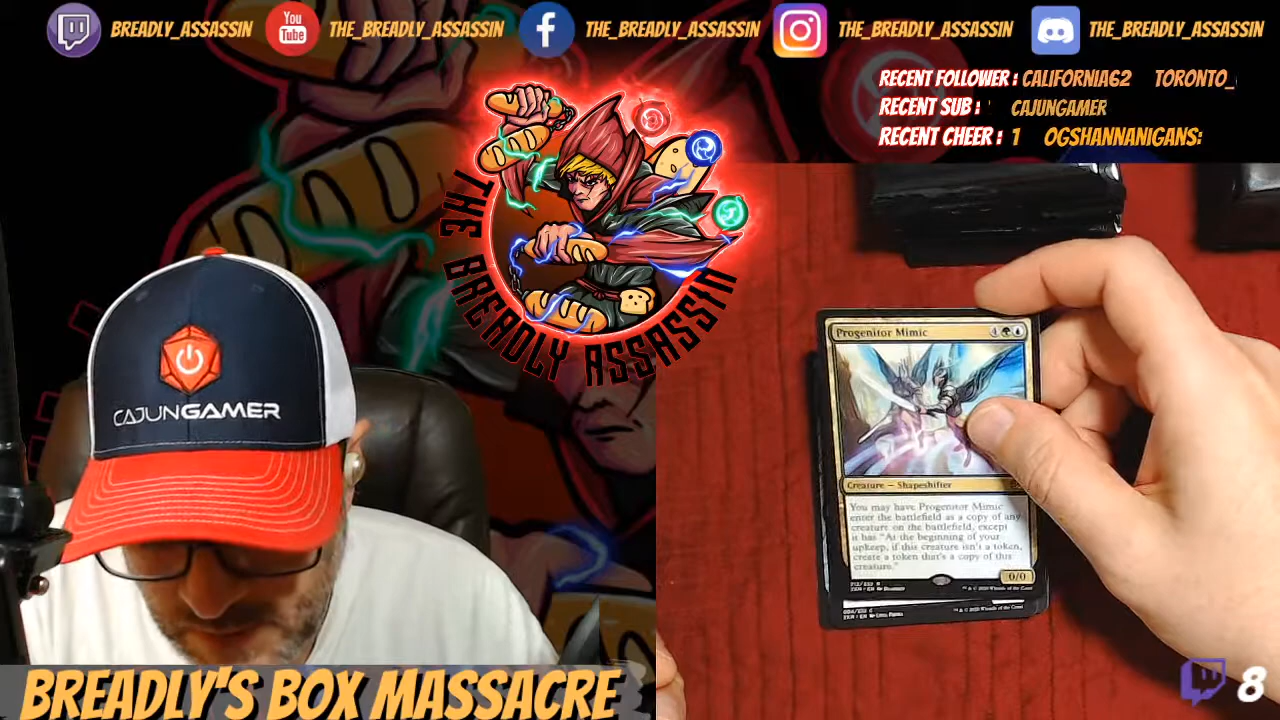 BREADLY_ASSASSIN THE_BREADLY_ASSASSIN THE_BREADLY_ASSASSIN THE_BREADLY_ASSASSIN THE_BREADLY_ASSASSIN
You
Tube
RECENT FOLLOWER : CALIFORNIA62 TORONTO_
RECENT SUB : CAJUNGAMER
RECENT CHEER : 1 OGSHANNANIGANS:
THE BREADLY ASSASSIN
CAJUNGAMER
Progenitor Mimic 4
Creature — Shapeshifter
You may have Progenitor Mimic
enter the battlefield as a copy of any
creature on the battlefield, except
it has "At the beginning of your
upkeep, if this creature isn't a token,
create a token that's a copy of this
creature."
0/0
BREADLY'S BOX MASSACRE
8